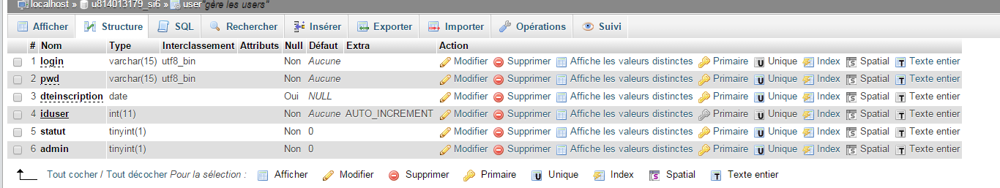 localhost » u814013179_si6 » user"gère les users"
Afficher Structure SQL Rechercher Insérer Exporter Importer Opérations Suivi
# Nom Type Interclassement Attributs Null Défaut Extra Action
1 login varchar(15) utf8_bin Non Aucune Modifier Supprimer Affiche les valeurs distinctes Primaire Unique Index Spatial Texte entier
2 pwd varchar(15) utf8_bin Non Aucune Modifier Supprimer Affiche les valeurs distinctes Primaire Unique Index Spatial Texte entier
3 dteinscription date Oui NULL Modifier Supprimer Affiche les valeurs distinctes Primaire Unique Index Spatial Texte entier
4 iduser int(11) Non Aucune AUTO_INCREMENT Modifier Supprimer Affiche les valeurs distinctes Primaire Unique Index Spatial Texte entier
5 statut tinyint(1) Non 0 Modifier Supprimer Affiche les valeurs distinctes Primaire Unique Index Spatial Texte entier
6 admin tinyint(1) Non 0 Modifier Supprimer Affiche les valeurs distinctes Primaire Unique Index Spatial Texte entier
Tout cocher / Tout décocher Pour la sélection : Afficher Modifier Supprimer Primaire Unique Index Spatial Texte entier